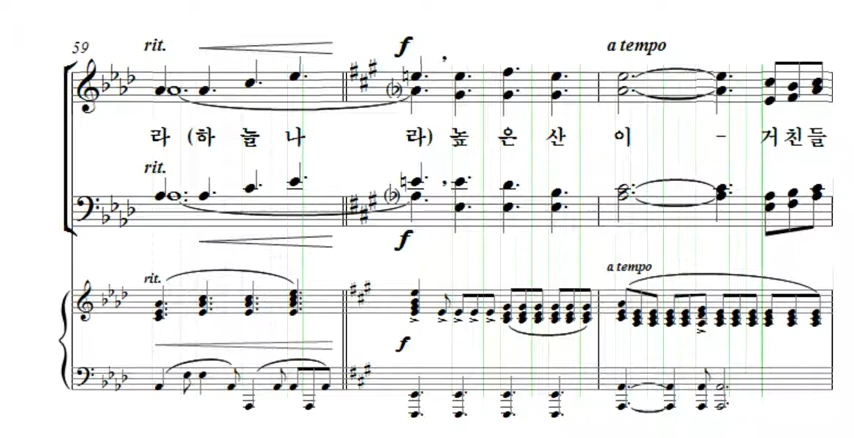 59
rit.
f
a tempo
라 (하 늘 나 라) 높 은 산 이 - 거 친 들
rit.
f
rit.
a tempo
f